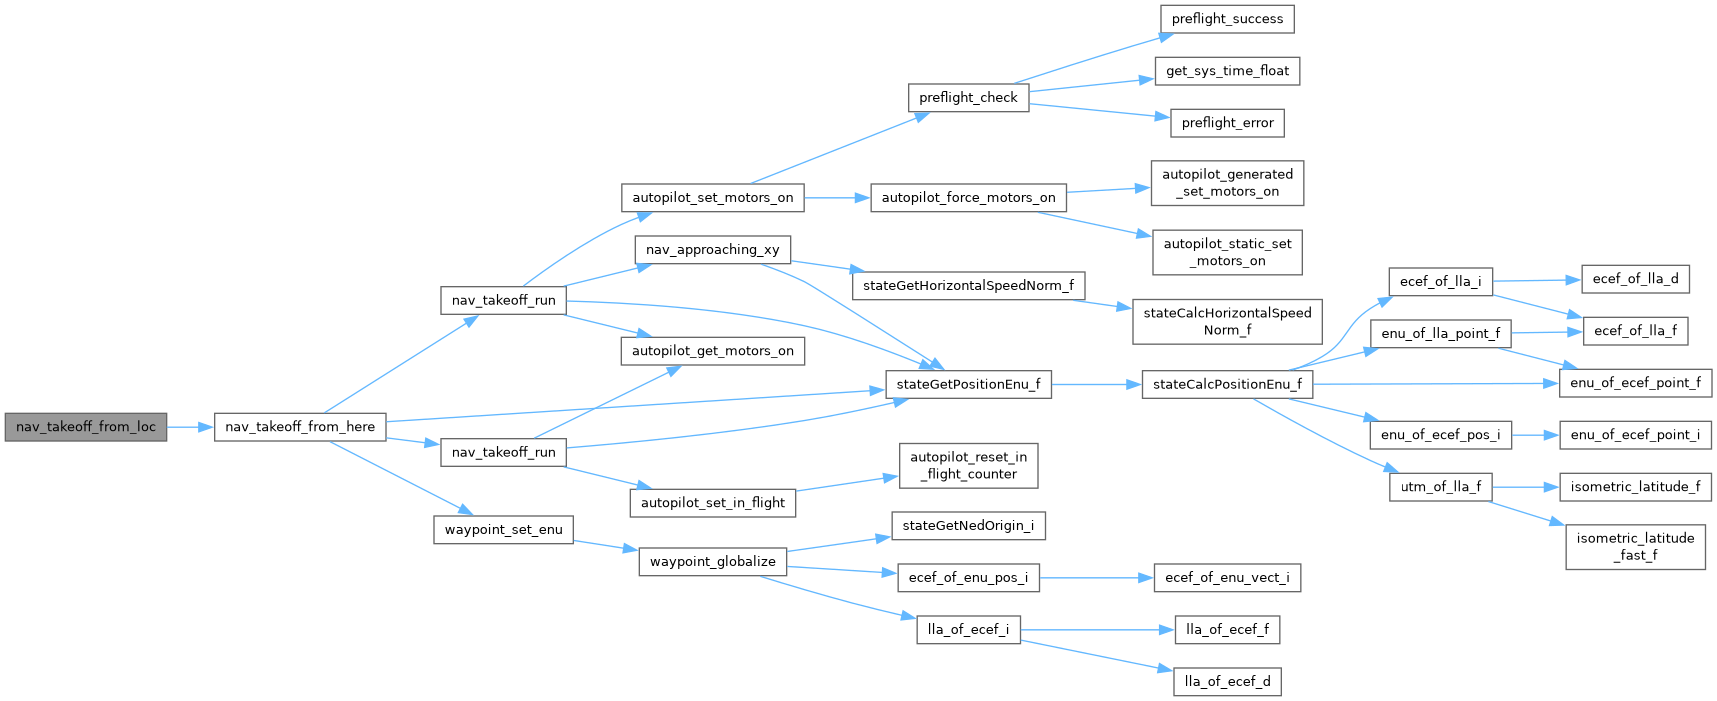 preflight_success
get_sys_time_float
preflight_check
preflight_error
autopilot_generated
_set_motors_on
autopilot_set_motors_on
autopilot_force_motors_on
autopilot_static_set
_motors_on
nav_approaching_xy
stateGetHorizontalSpeedNorm_f
stateCalcHorizontalSpeed
Norm_f
ecef_of_lla_i
ecef_of_lla_d
nav_takeoff_run
enu_of_lla_point_f
ecef_of_lla_f
autopilot_get_motors_on
stateGetPositionEnu_f
stateCalcPositionEnu_f
enu_of_ecef_point_f
nav_takeoff_from_loc
nav_takeoff_from_here
enu_of_ecef_pos_i
enu_of_ecef_point_i
nav_takeoff_run
autopilot_reset_in
_flight_counter
utm_of_lla_f
isometric_latitude_f
autopilot_set_in_flight
waypoint_set_enu
stateGetNedOrigin_i
isometric_latitude
_fast_f
waypoint_globalize
ecef_of_enu_pos_i
ecef_of_enu_vect_i
lla_of_ecef_i
lla_of_ecef_f
lla_of_ecef_d